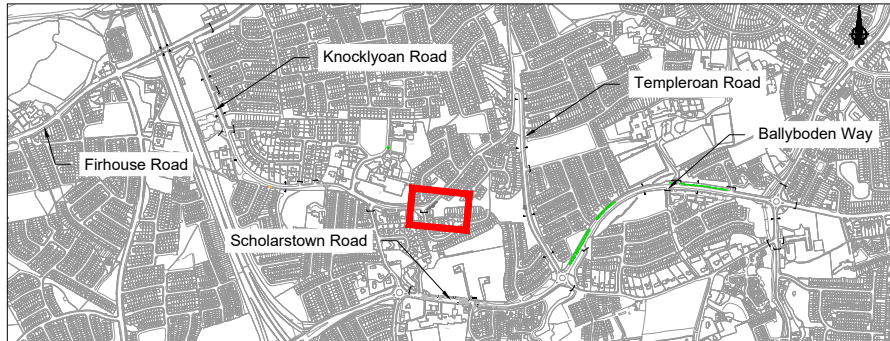 Knocklyoan Road
Templeroan Road
Ballyboden Way
Firhouse Road
Scholarstown Road